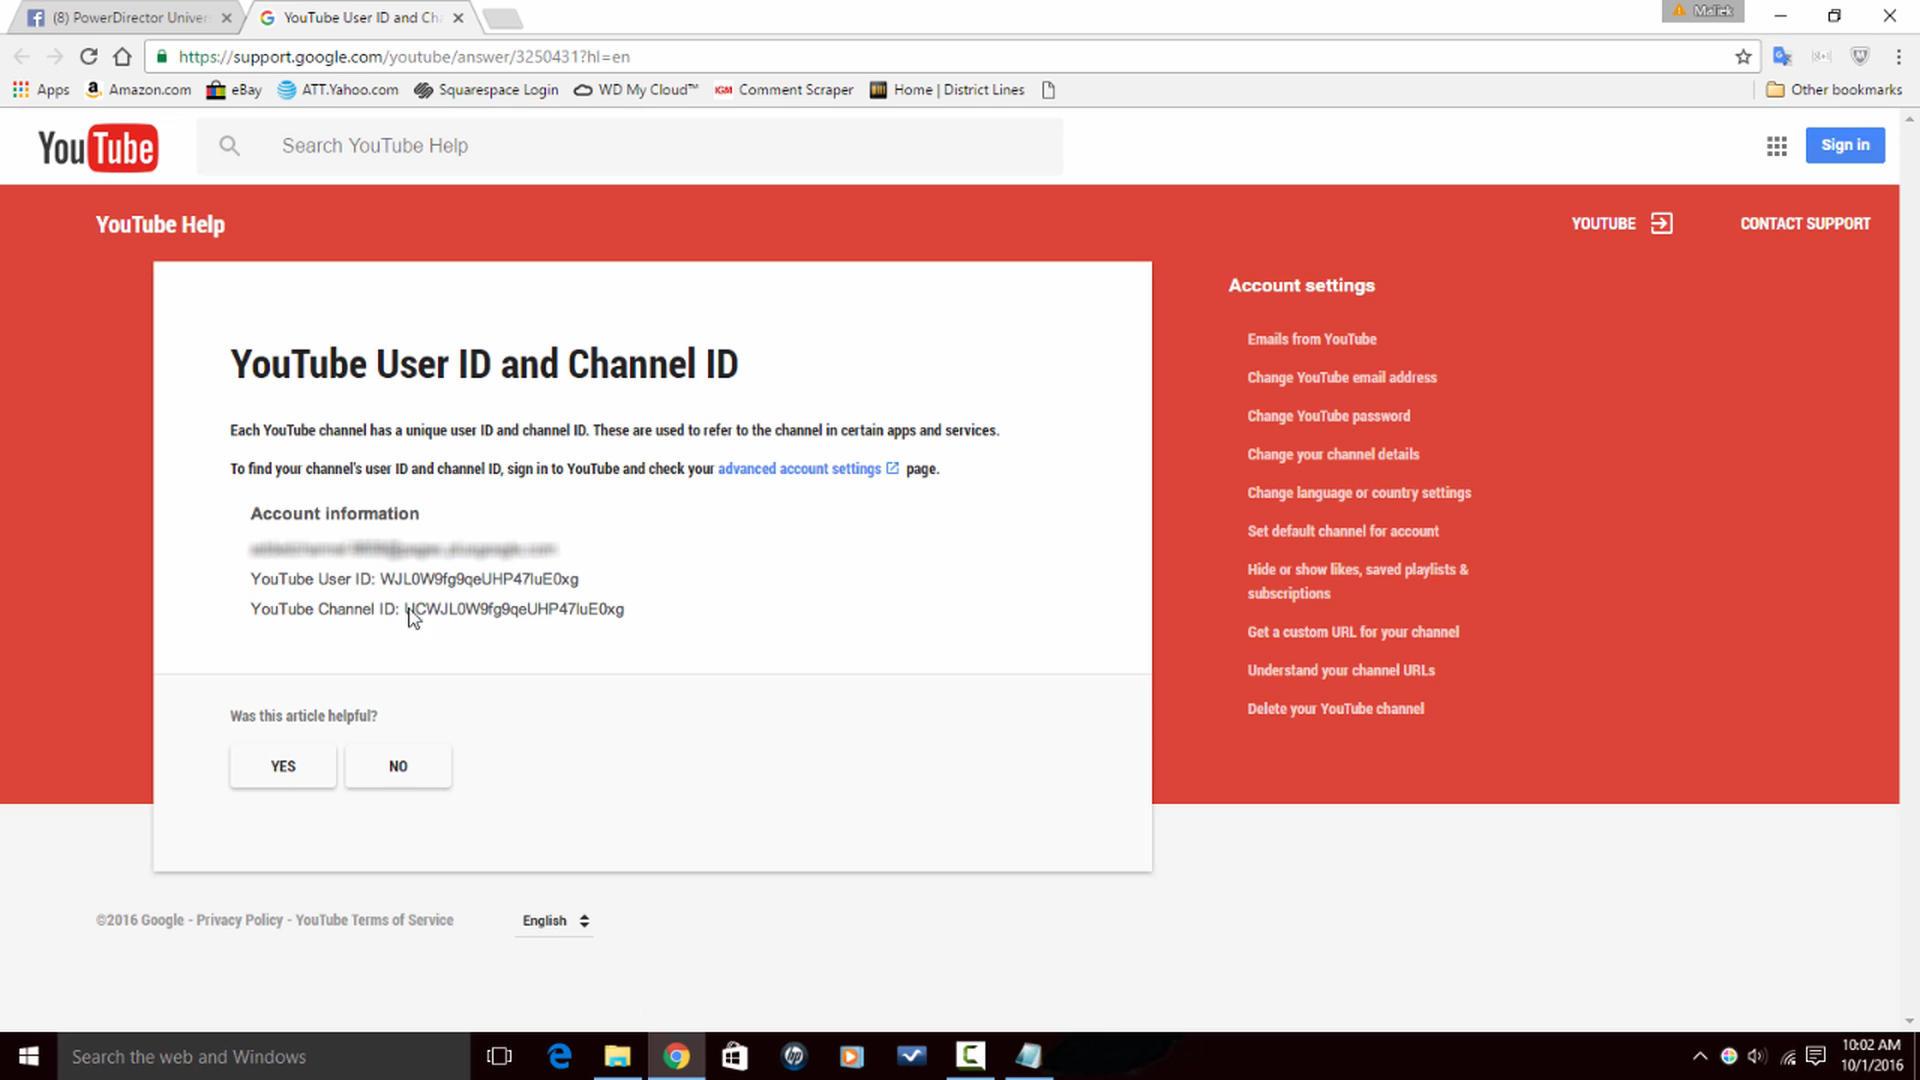 (8) PowerDirector Univer
YouTube User ID and Ch
Maliek
https://support.google.com/youtube/answer/3250431?hl=en
Apps
Amazon.com
eBay
ATT.Yahoo.com
Squarespace Login
WD My Cloud™
Comment Scraper
Home | District Lines
Other bookmarks
YouTube
Search YouTube Help
Sign in
YouTube Help
YOUTUBE
CONTACT SUPPORT
Account settings
Emails from YouTube
Change YouTube email address
Change YouTube password
Change your channel details
Change language or country settings
Set default channel for account
Hide or show likes, saved playlists &
subscriptions
Get a custom URL for your channel
Understand your channel URLs
Delete your YouTube channel
YouTube User ID and Channel ID
Each YouTube channel has a unique user ID and channel ID. These are used to refer to the channel in certain apps and services.
To find your channel's user ID and channel ID, sign in to YouTube and check your advanced account settings page.
Account information
YouTube User ID: WJL0W9fg9qeUHP47luE0xg
YouTube Channel ID: UCWJL0W9fg9qeUHP47luE0xg
Was this article helpful?
YES
NO
©2016 Google - Privacy Policy - YouTube Terms of Service
English
Search the web and Windows
10:02 AM
10/1/2016